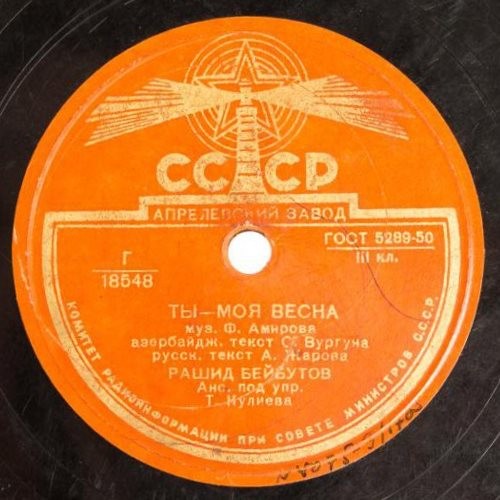 СССР
АПРЕЛЕВСКИЙ ЗАВОД
ГОСТ 5289-50
III кл.
Г
18548
ТЫ—МОЯ ВЕСНА
муз. Ф. Амирова
азербайдж. текст С. Вургуна
русск. текст А. Жарова
РАШИД БЕЙБУТОВ
Анс. под упр.
Т. Кулиева
КОМИТЕТ РАДИОИНФОРМАЦИИ ПРИ СОВЕТЕ МИНИСТРОВ С.С.С.Р.